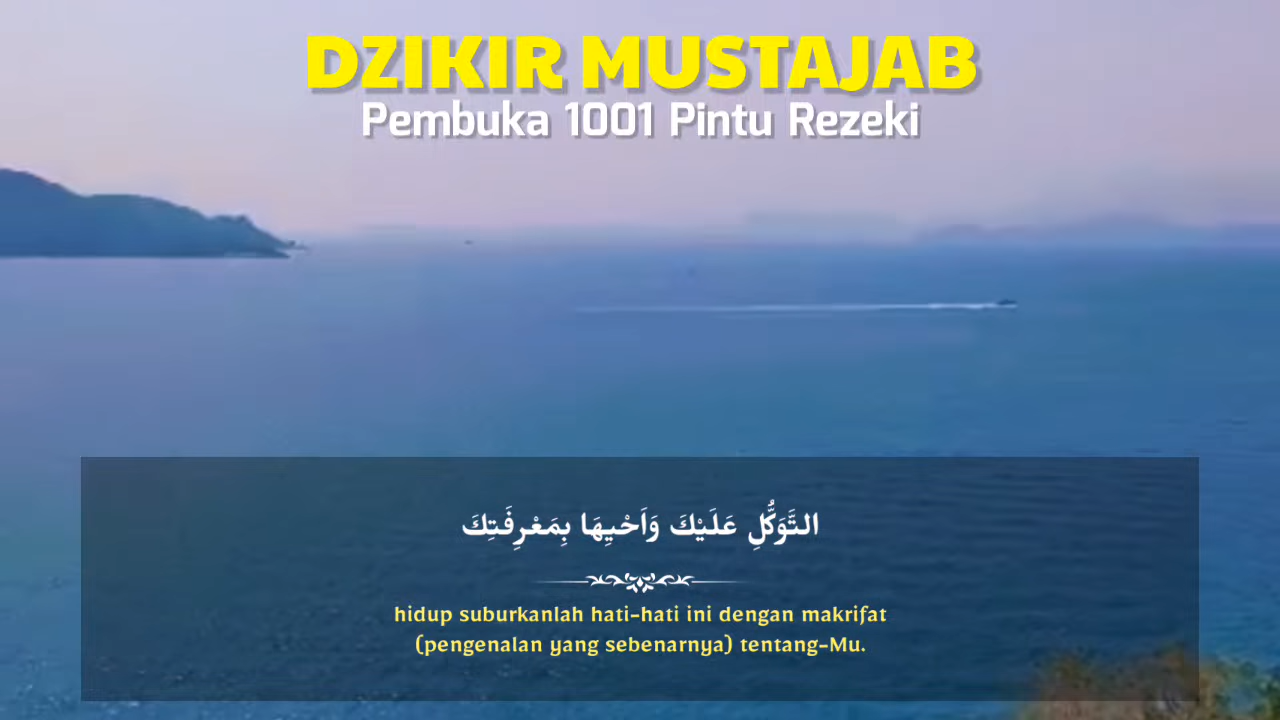 DZIKIR MUSTAJAB
Pembuka 1001 Pintu Rezeki
التَّوَكُّلِ عَلَيْكَ وَاَحْيِهَا بِمَعْرِفَتِكَ
hidup suburkanlah hati-hati ini dengan makrifat
(pengenalan yang sebenarnya) tentang-Mu.